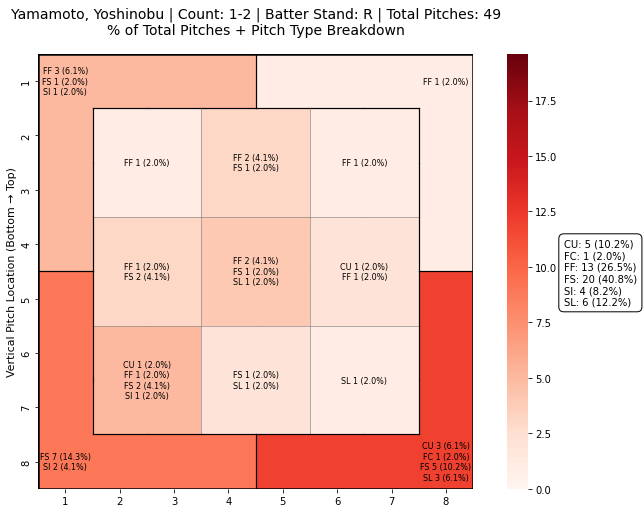 Yamamoto, Yoshinobu | Count: 1-2 | Batter Stand: R | Total Pitches: 49
% of Total Pitches + Pitch Type Breakdown
Vertical Pitch Location (Bottom → Top)
1
2
3
4
5
6
7
8
FF 3 (6.1%)
FS 1 (2.0%)
SI 1 (2.0%)
FF 1 (2.0%)
FF 1 (2.0%)
FF 2 (4.1%)
FS 1 (2.0%)
FF 1 (2.0%)
FF 1 (2.0%)
FS 2 (4.1%)
FF 2 (4.1%)
FS 1 (2.0%)
SL 1 (2.0%)
CU 1 (2.0%)
FF 1 (2.0%)
CU 1 (2.0%)
FF 1 (2.0%)
FS 2 (4.1%)
SI 1 (2.0%)
FS 1 (2.0%)
SL 1 (2.0%)
SL 1 (2.0%)
FS 7 (14.3%)
SI 2 (4.1%)
CU 3 (6.1%)
FC 1 (2.0%)
FS 5 (10.2%)
SL 3 (6.1%)
1 2 3 4 5 6 7 8
17.5
15.0
12.5
10.0
7.5
5.0
2.5
0.0
CU: 5 (10.2%)
FC: 1 (2.0%)
FF: 13 (26.5%)
FS: 20 (40.8%)
SI: 4 (8.2%)
SL: 6 (12.2%)